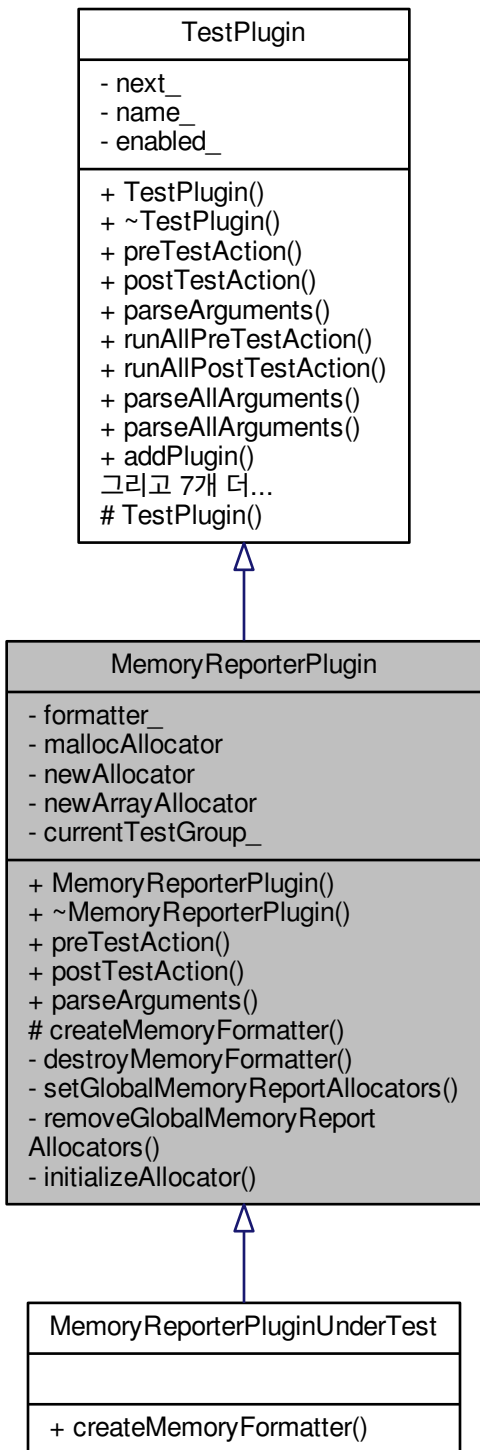 TestPlugin
- next_
- name_
- enabled_
+ TestPlugin()
+ ~TestPlugin()
+ preTestAction()
+ postTestAction()
+ parseArguments()
+ runAllPreTestAction()
+ runAllPostTestAction()
+ parseAllArguments()
+ parseAllArguments()
+ addPlugin()
그리고 7개 더...
# TestPlugin()
MemoryReporterPlugin
- formatter_
- mallocAllocator
- newAllocator
- newArrayAllocator
- currentTestGroup_
+ MemoryReporterPlugin()
+ ~MemoryReporterPlugin()
+ preTestAction()
+ postTestAction()
+ parseArguments()
# createMemoryFormatter()
- destroyMemoryFormatter()
- setGlobalMemoryReportAllocators()
- removeGlobalMemoryReport
Allocators()
- initializeAllocator()
MemoryReporterPluginUnderTest
+ createMemoryFormatter()